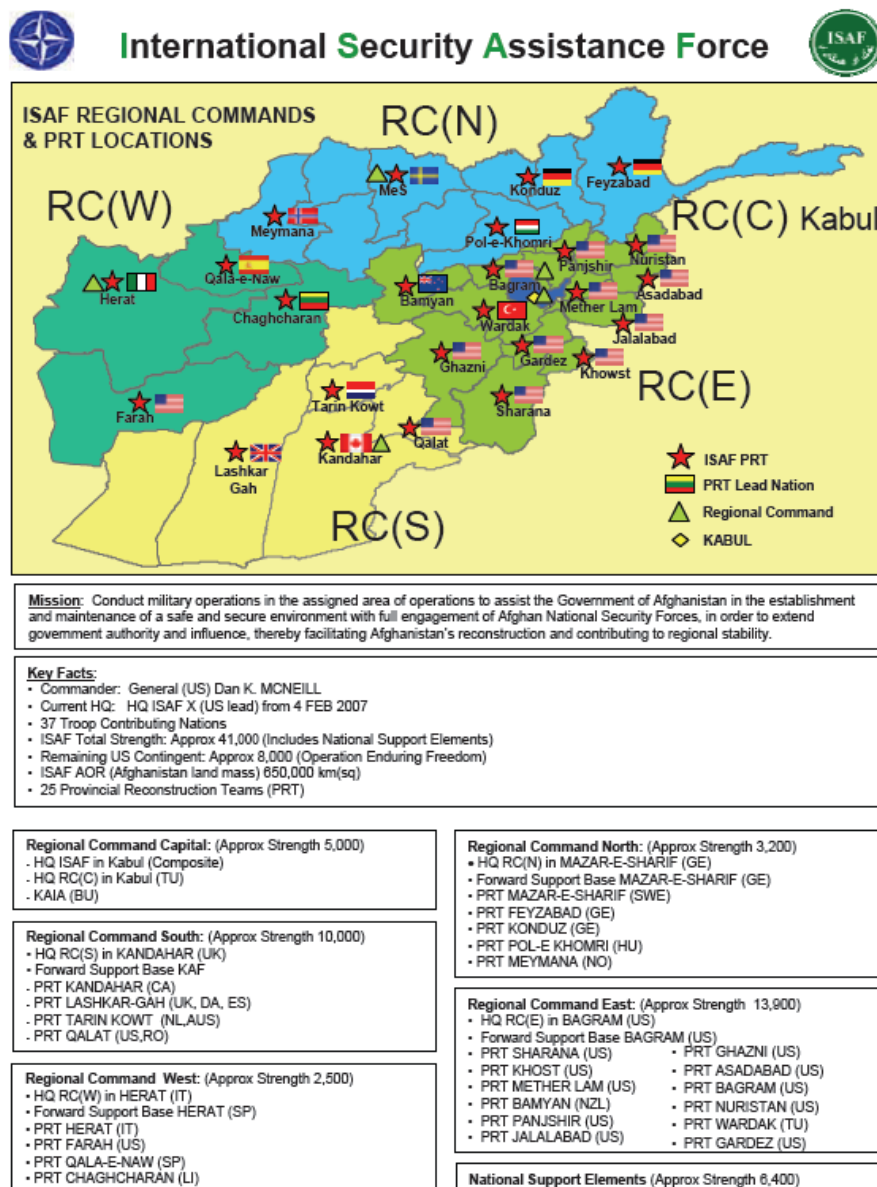 International Security Assistance Force
ISAF
ISAF REGIONAL COMMANDS
& PRT LOCATIONS
RC(N)
RC(W)
RC(C) Kabul
RC(E)
RC(S)
MeS
Konduz
Feyzabad
Meymana
Pol-e-Khomri
Herat
Qala-e-Naw
Chaghcharan
Bamyan
Bagram
Panjshir
Nuristan
Asadabad
Mether Lam
Wardak
Jalalabad
Ghazni
Gardez
Khowst
Sharana
Farah
Tarin Kowt
Lashkar
Gah
Kandahar
Qalat
ISAF PRT
PRT Lead Nation
Regional Command
KABUL
Mission: Conduct military operations in the assigned area of operations to assist the Government of Afghanistan in the establishment
and maintenance of a safe and secure environment with full engagement of Afghan National Security Forces, in order to extend
government authority and influence, thereby facilitating Afghanistan's reconstruction and contributing to regional stability.
Key Facts:
• Commander: General (US) Dan K. MCNEILL
• Current HQ: HQ ISAF X (US lead) from 4 FEB 2007
• 37 Troop Contributing Nations
• ISAF Total Strength: Approx 41,000 (Includes National Support Elements)
• Remaining US Contingent: Approx 8,000 (Operation Enduring Freedom)
• ISAF AOR (Afghanistan land mass) 650,000 km(sq)
• 25 Provincial Reconstruction Teams (PRT)
Regional Command Capital: (Approx Strength 5,000)
- HQ ISAF in Kabul (Composite)
- HQ RC(C) in Kabul (TU)
- KAIA (BU)
Regional Command South: (Approx Strength 10,000)
• HQ RC(S) in KANDAHAR (UK)
• Forward Support Base KAF
- PRT KANDAHAR (CA)
- PRT LASHKAR-GAH (UK, DA, ES)
- PRT TARIN KOWT (NL,AUS)
- PRT QALAT (US,RO)
Regional Command West: (Approx Strength 2,500)
• HQ RC(W) in HERAT (IT)
• Forward Support Base HERAT (SP)
• PRT HERAT (IT)
• PRT FARAH (US)
• PRT QALA-E-NAW (SP)
• PRT CHAGHCHARAN (LI)
Regional Command North: (Approx Strength 3,200)
• HQ RC(N) in MAZAR-E-SHARIF (GE)
• Forward Support Base MAZAR-E-SHARIF (GE)
• PRT MAZAR-E-SHARIF (SWE)
• PRT FEYZABAD (GE)
• PRT KONDUZ (GE)
• PRT POL-E KHOMRI (HU)
• PRT MEYMANA (NO)
Regional Command East: (Approx Strength 13,900)
• HQ RC(E) in BAGRAM (US)
• Forward Support Base BAGRAM (US)
• PRT SHARANA (US)
• PRT KHOST (US)
• PRT METHER LAM (US)
• PRT BAMYAN (NZL)
• PRT PANJSHIR (US)
• PRT JALALABAD (US)
• PRT GHAZNI (US)
• PRT ASADABAD (US)
• PRT BAGRAM (US)
• PRT NURISTAN (US)
• PRT WARDAK (TU)
• PRT GARDEZ (US)
National Support Elements (Approx Strength 6,400)